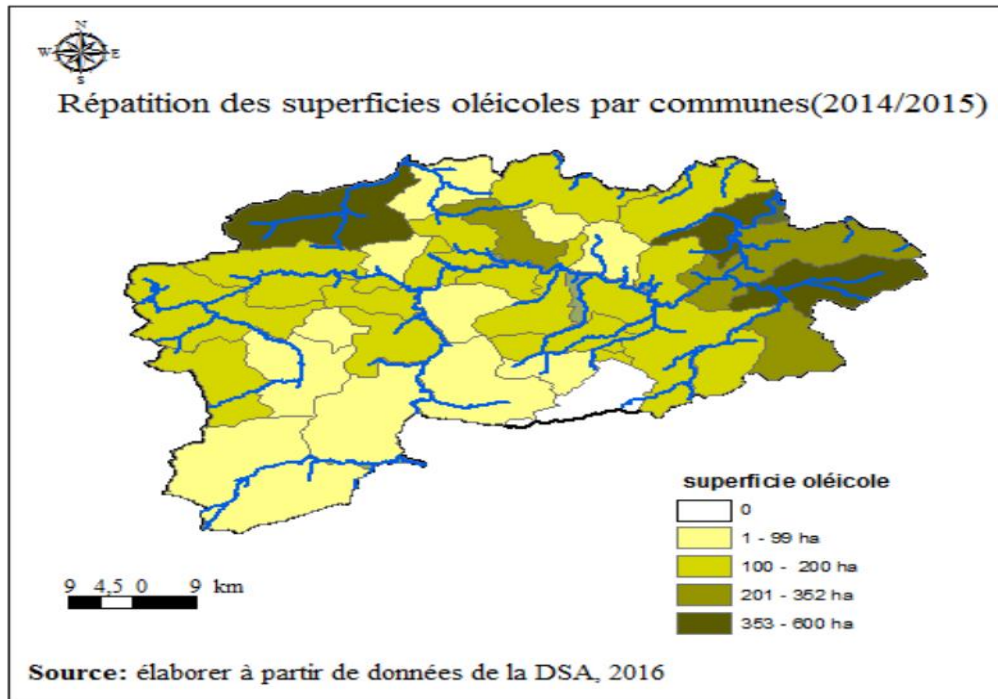 N
W E
S
Répatition des superficies oléicoles par communes(2014/2015)
superficie oléicole
0
1 - 99 ha
100 - 200 ha
201 - 352 ha
353 - 600 ha
9 4,5 0 9 km
Source: élaborer à partir de données de la DSA, 2016